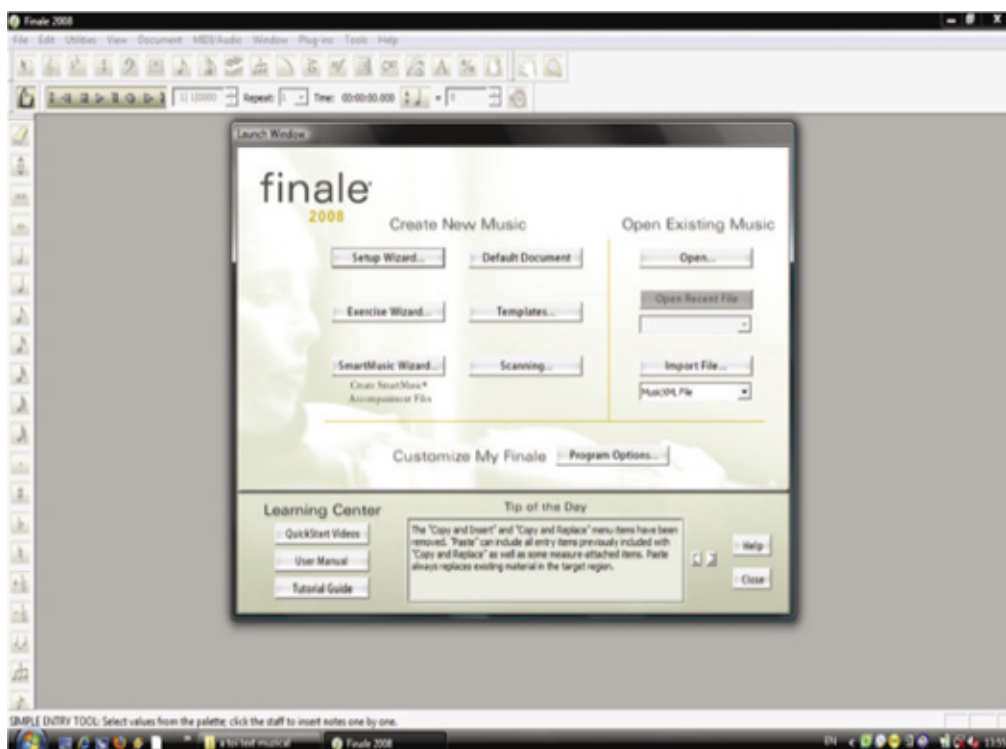 Finale 2008
File Edit Utilities View Document MIDI/Audio Window Plug-ins Tools Help
Repeat: 1 Time: 00:00:00.000 = 0
Launch Window
finale
2008
Create New Music
Open Existing Music
Setup Wizard...
Default Document
Open...
Exercise Wizard...
Templates...
Open Recent File
SmartMusic Wizard...
Scanning...
Import File...
Create SmartMusic®
Accompaniment Files
MusicXML File
Customize My Finale
Program Options...
Learning Center
Tip of the Day
QuickStart Videos
User Manual
Tutorial Guide
The "Copy and Insert" and "Copy and Replace" menu items have been
removed. "Paste" can include all entry items previously included with
"Copy and Replace" as well as some measure-attached items. Paste
always replaces existing material in the target region.
Help
Close
SIMPLE ENTRY TOOL: Select values from the palette; click the staff to insert notes one by one.
a toi text muzical
Finale 2008
EN